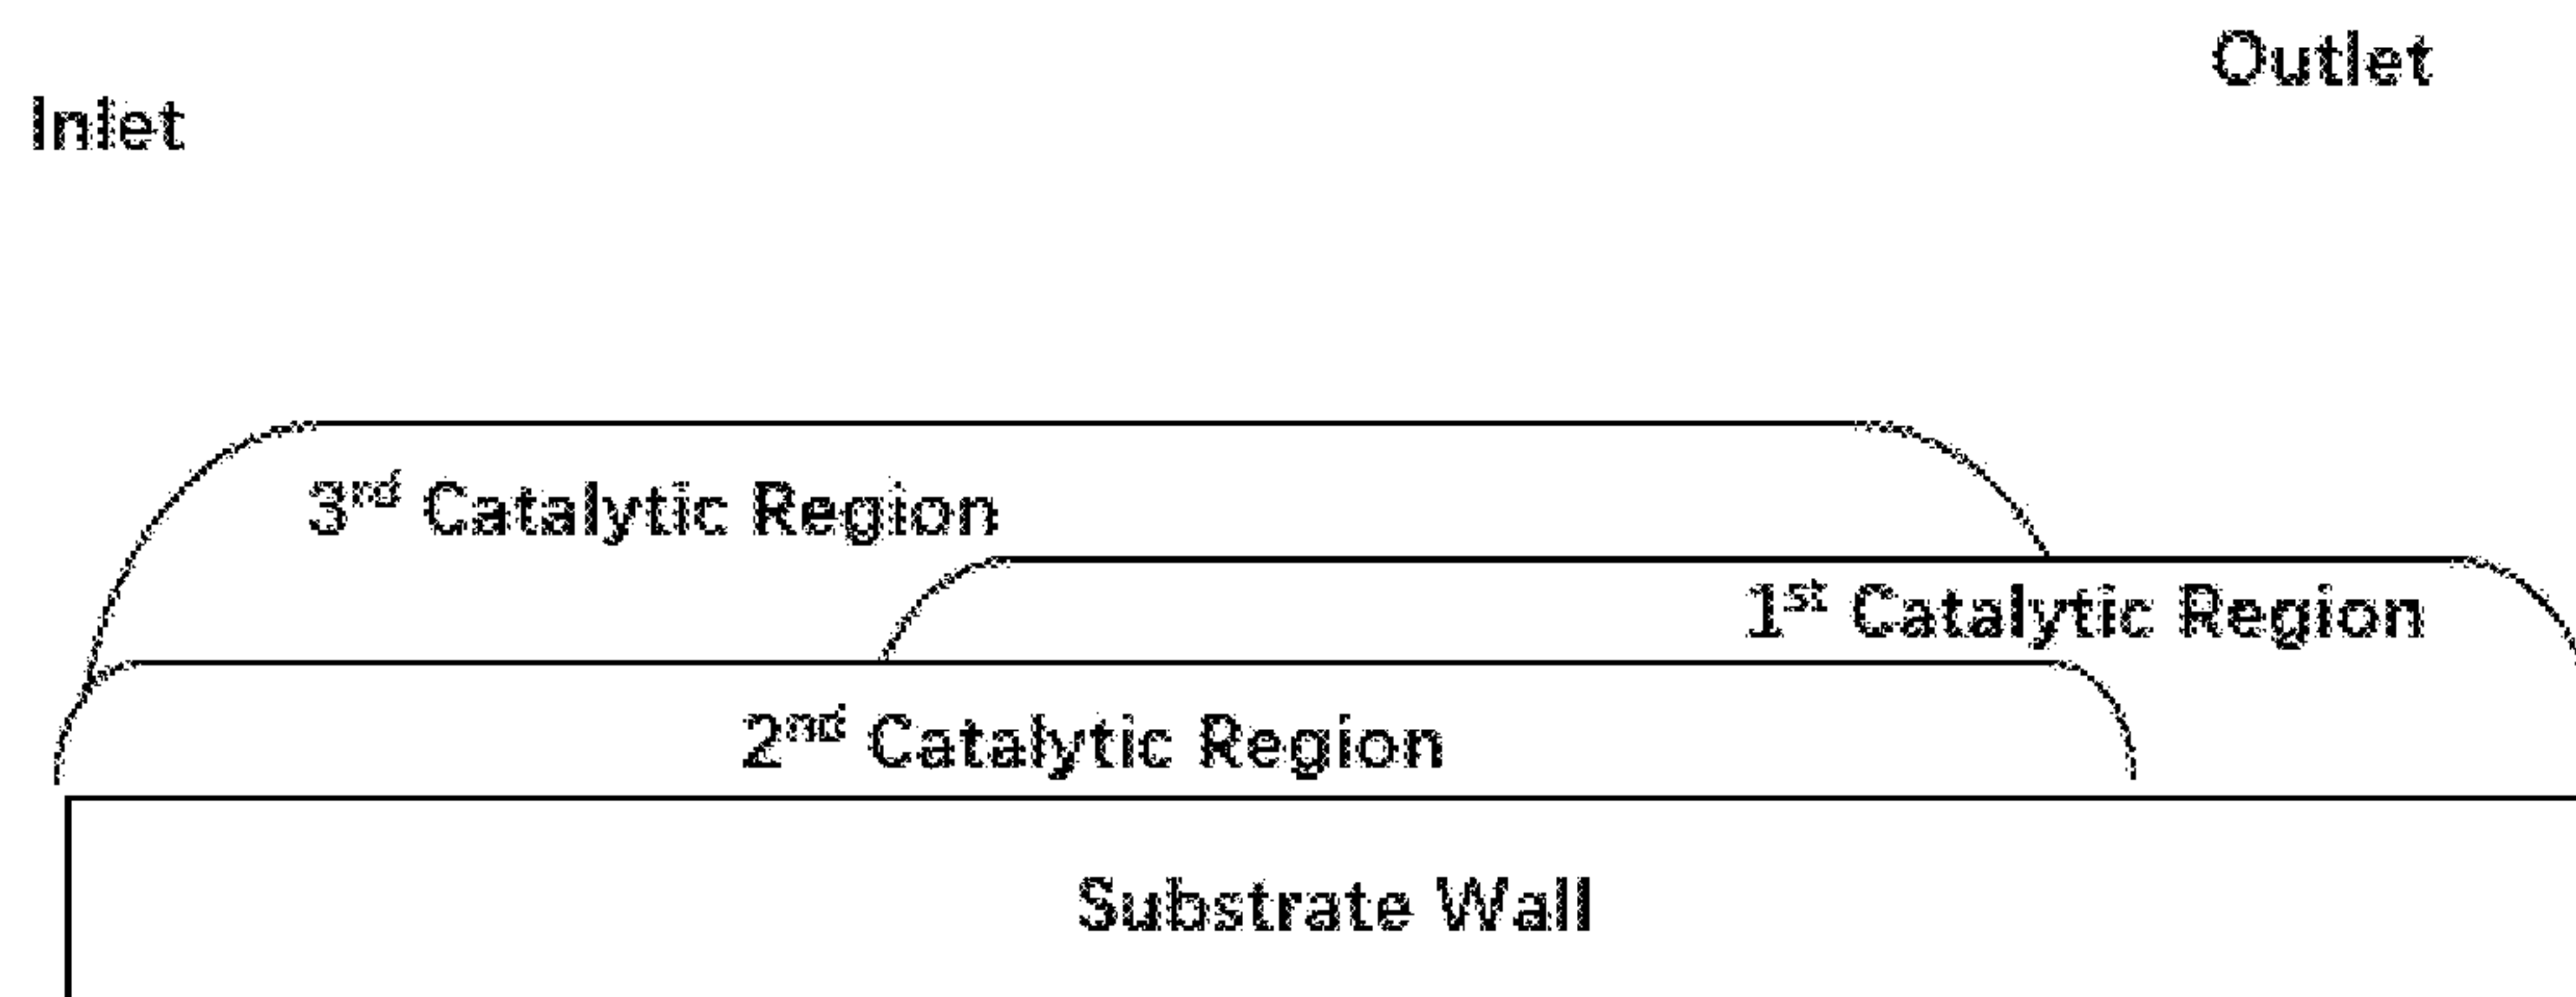 Outlet
Inlet
3rd Catalytic Region
1st Catalytic Region
2nd Catalytic Region
Substrate Wall